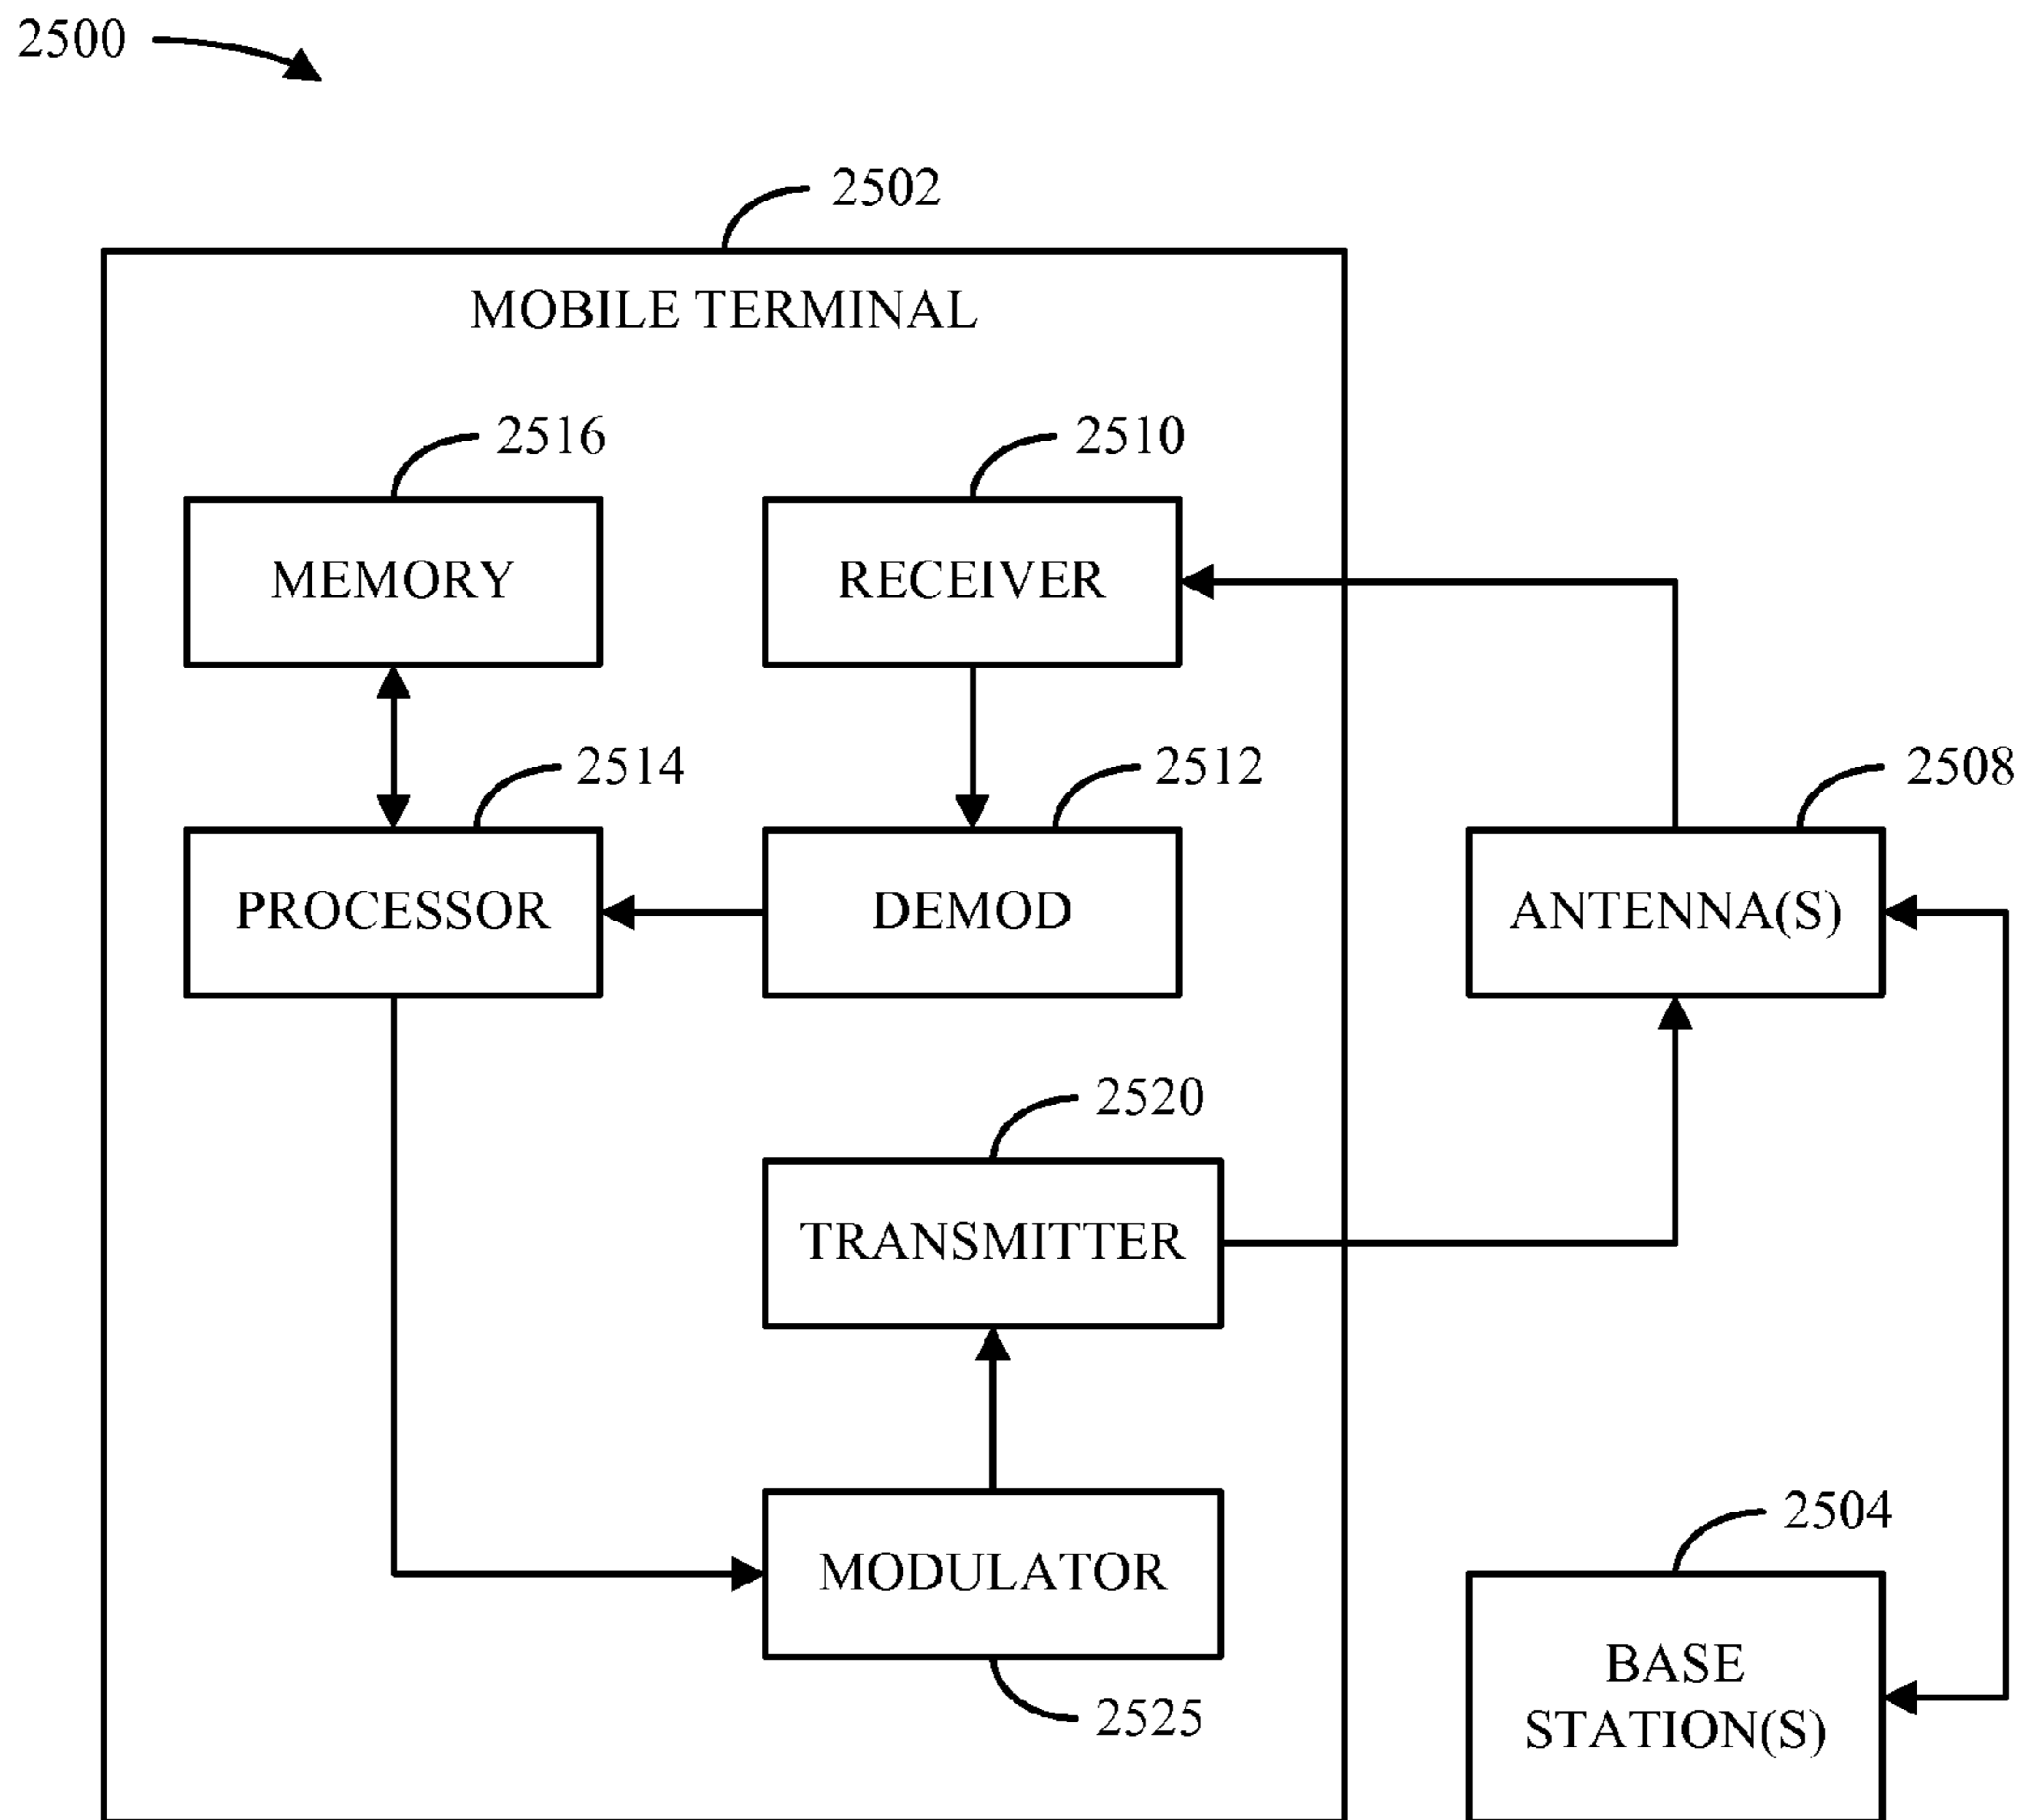 2500
2502
MOBILE TERMINAL
2516
2510
MEMORY
RECEIVER
2514
2512
2508
PROCESSOR
DEMOD
ANTENNA(S)
2520
TRANSMITTER
2504
MODULATOR
BASE
STATION(S)
2525